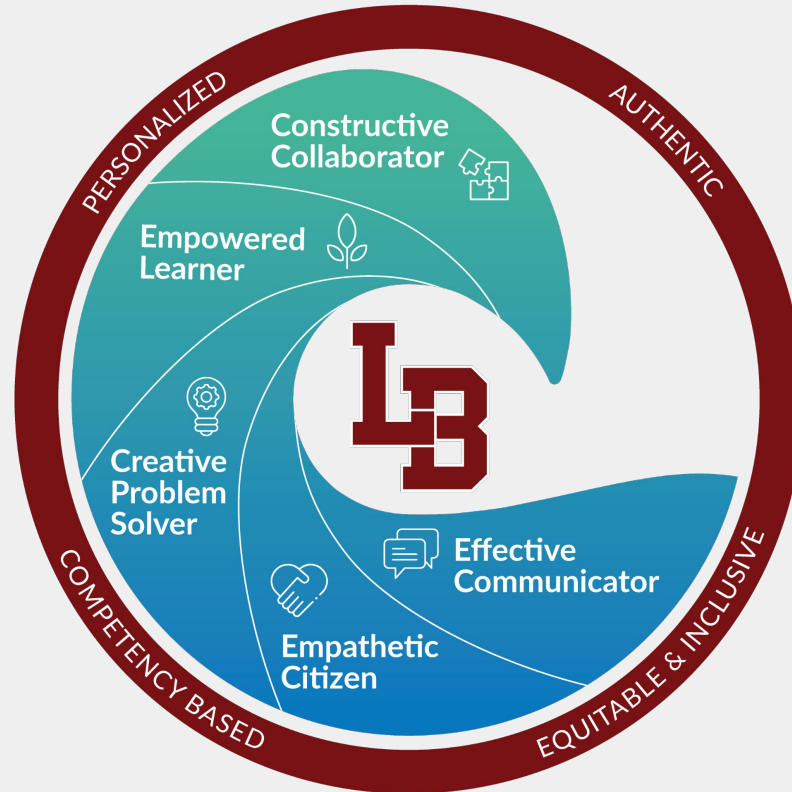 PERSONALIZED
AUTHENTIC
Constructive
Collaborator
Empowered
Learner
LB
Creative
Problem
Solver
Effective
Communicator
Empathetic
Citizen
COMPETENCY BASED
EQUITABLE & INCLUSIVE